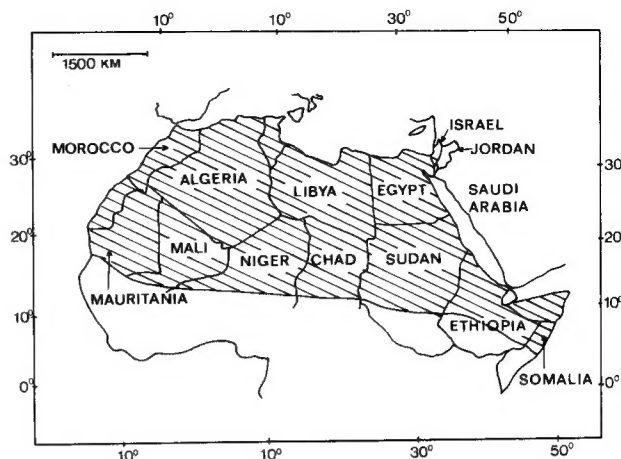 10° 10° 30° 50°
1500 KM
ISRAEL
MOROCCO
JORDAN
30° 30°
ALGERIA
LIBYA
EGYPT
SAUDI
ARABIA
20° 20°
MALI
NIGER
CHAD
SUDAN
MAURITANIA
10° 10°
ETHIOPIA
SOMALIA
0° 0°
10° 10° 30° 50°